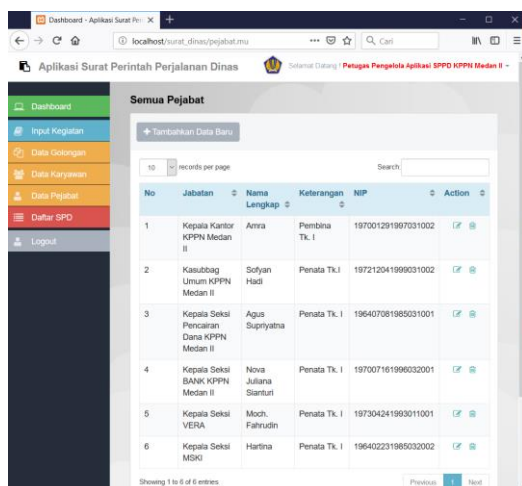 Dashboard - Aplikasi Surat Per
localhost/surat_dinas/pejabat.mu
Cari
Aplikasi Surat Perintah Perjalanan Dinas
Selamat Datang ! Petugas Pengelola Aplikasi SPPD KPPN Medan II
Dashboard
Input Kegiatan
Data Golongan
Data Karyawan
Data Pejabat
Daftar SPD
Logout
Semua Pejabat
+ Tambahkan Data Baru
10 records per page
Search:
No Jabatan Nama Lengkap Keterangan NIP Action
1 Kepala Kantor KPPN Medan II Amra Pembina Tk. I 197001291997031002
2 Kasubbag Umum KPPN Medan II Sofyan Hadi Penata Tk.I 197212041999031002
3 Kepala Seksi Pencairan Dana KPPN Medan II Agus Supriyatna Penata Tk. I 196407081985031001
4 Kepala Seksi BANK KPPN Medan II Nova Juliana Sianturi Penata Tk. I 197007161996032001
5 Kepala Seksi VERA Moch. Fahrudin Penata Tk. I 197304241993011001
6 Kepala Seksi MSKI Hartina Penata Tk. I 196402231985032002
Showing 1 to 6 of 6 entries
Previous 1 Next